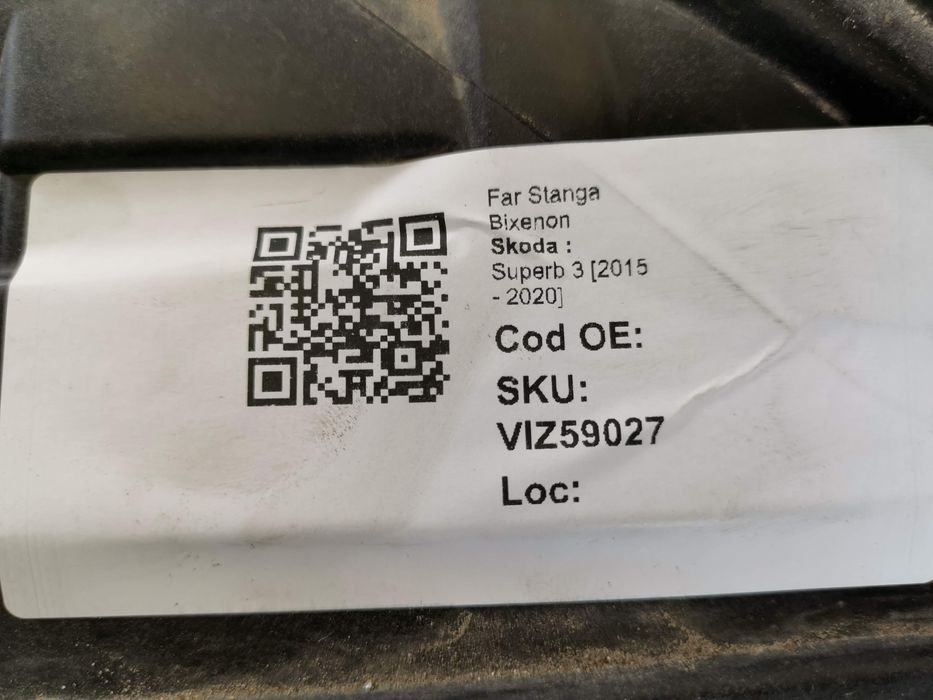 Far Stanga
Bixenon
Skoda :
Superb 3 [2015
- 2020]
Cod OE:
SKU:
VIZ59027
Loc: